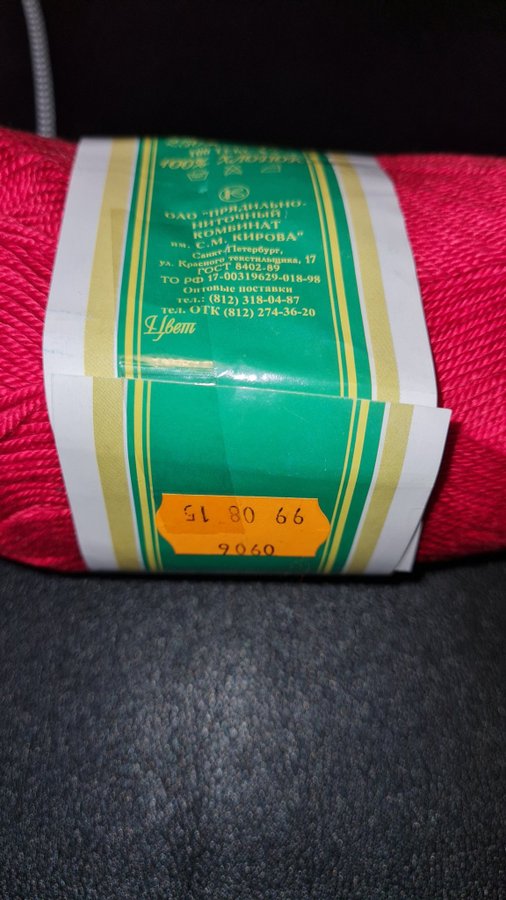 100% ХЛОПОК
К
ОАО "ПРЯДИЛЬНО-
НИТОЧНЫЙ
КОМБИНАТ
им. С.М. КИРОВА"
Санкт-Петербург,
ул. Красного текстильщика, 17
ГОСТ 8402-89
ТО РФ 17-00319629-018-98
Оптовые поставки
тел.: (812) 318-04-87
тел. ОТК (812) 274-36-20
Цвет
0906
99 08 15